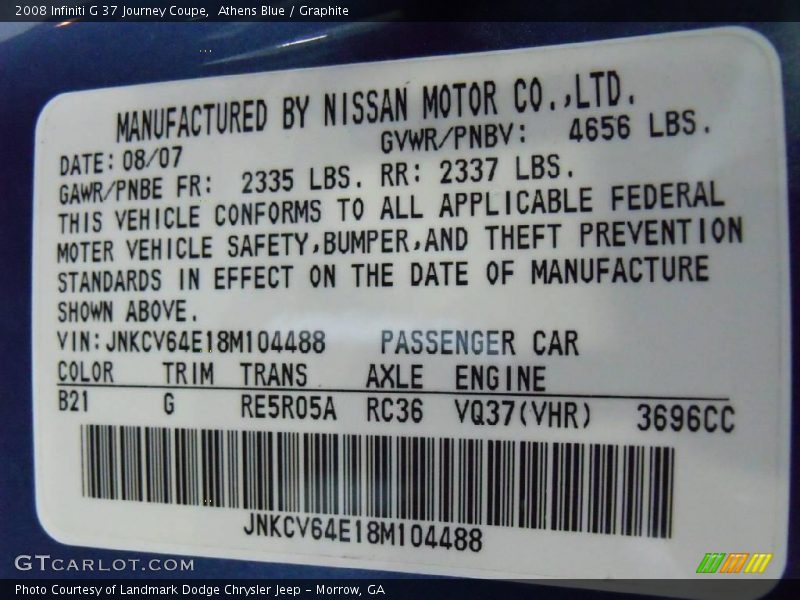 2008 Infiniti G 37 Journey Coupe,  Athens Blue / Graphite
MANUFACTURED BY NISSAN MOTOR CO.,LTD.
DATE:08/07 GVWR/PNBV: 4656 LBS.
GAWR/PNBE FR: 2335 LBS. RR: 2337 LBS.
THIS VEHICLE CONFORMS TO ALL APPLICABLE FEDERAL
MOTER VEHICLE SAFETY,BUMPER,AND THEFT PREVENTION
STANDARDS IN EFFECT ON THE DATE OF MANUFACTURE
SHOWN ABOVE.
VIN:JNKCV64E18M104488 PASSENGER CAR
COLOR TRIM TRANS AXLE ENGINE
B21 G RE5R05A RC36 VQ37(VHR) 3696CC
JNKCV64E18M104488
GTCARLOT.COM
Photo Courtesy of Landmark Dodge Chrysler Jeep - Morrow, GA